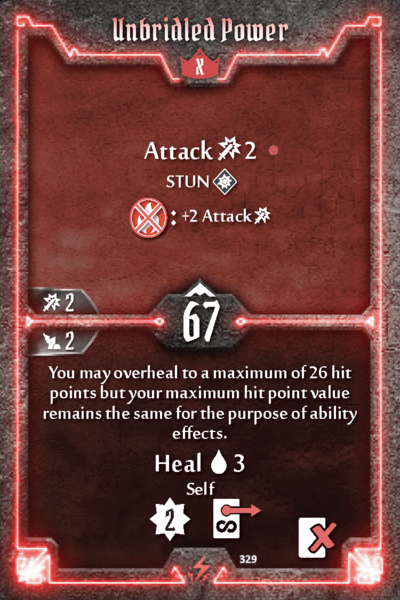 Unbridled Power
X
Attack 2
STUN
: +2 Attack
2
67
2
You may overheal to a maximum of 26 hit
points but your maximum hit point value
remains the same for the purpose of ability
effects.
Heal 3
Self
2
329